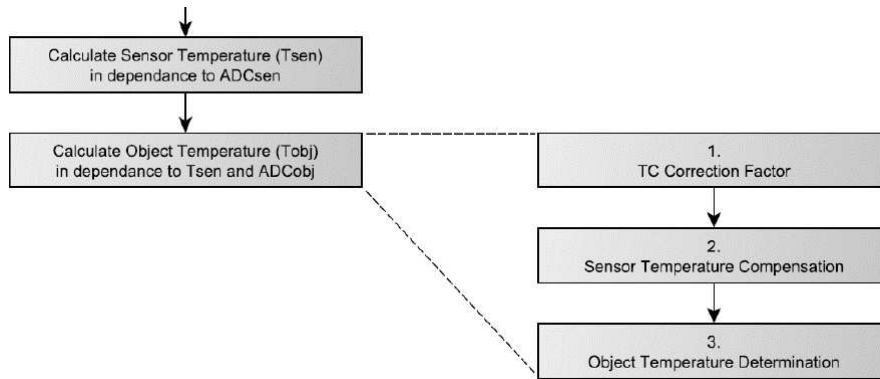 Calculate Sensor Temperature (Tsen)
in dependance to ADCsen
Calculate Object Temperature (Tobj)
in dependance to Tsen and ADCobj
1.
TC Correction Factor
2.
Sensor Temperature Compensation
3.
Object Temperature Determination